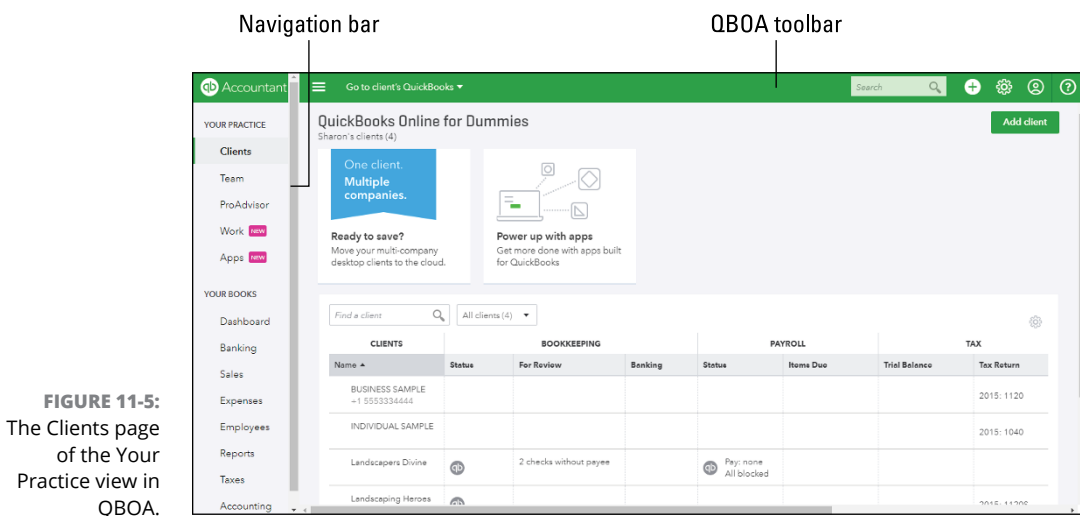 Navigation bar
QBOA toolbar
qb Accountant
Go to client's QuickBooks
Search
?
YOUR PRACTICE
Clients
Team
ProAdvisor
Work NEW
Apps NEW
YOUR BOOKS
Dashboard
Banking
Sales
Expenses
Employees
Reports
Taxes
Accounting
QuickBooks Online for Dummies
Sharon's clients (4)
Add client
One client.
Multiple
companies.
Ready to save?
Move your multi-company
desktop clients to the cloud.
Power up with apps
Get more done with apps built
for QuickBooks
Find a client
All clients (4)
CLIENTS BOOKKEEPING PAYROLL TAX
Name Status For Review Banking Status Items Due Trial Balance Tax Return
BUSINESS SAMPLE
+1 5553334444
2015: 1120
INDIVIDUAL SAMPLE
2015: 1040
Landscapers Divine qb 2 checks without payee qb Pay: none
All blocked
Landscaping Heroes qb 2015: 1120S
FIGURE 11-5:
The Clients page
of the Your
Practice view in
QBOA.